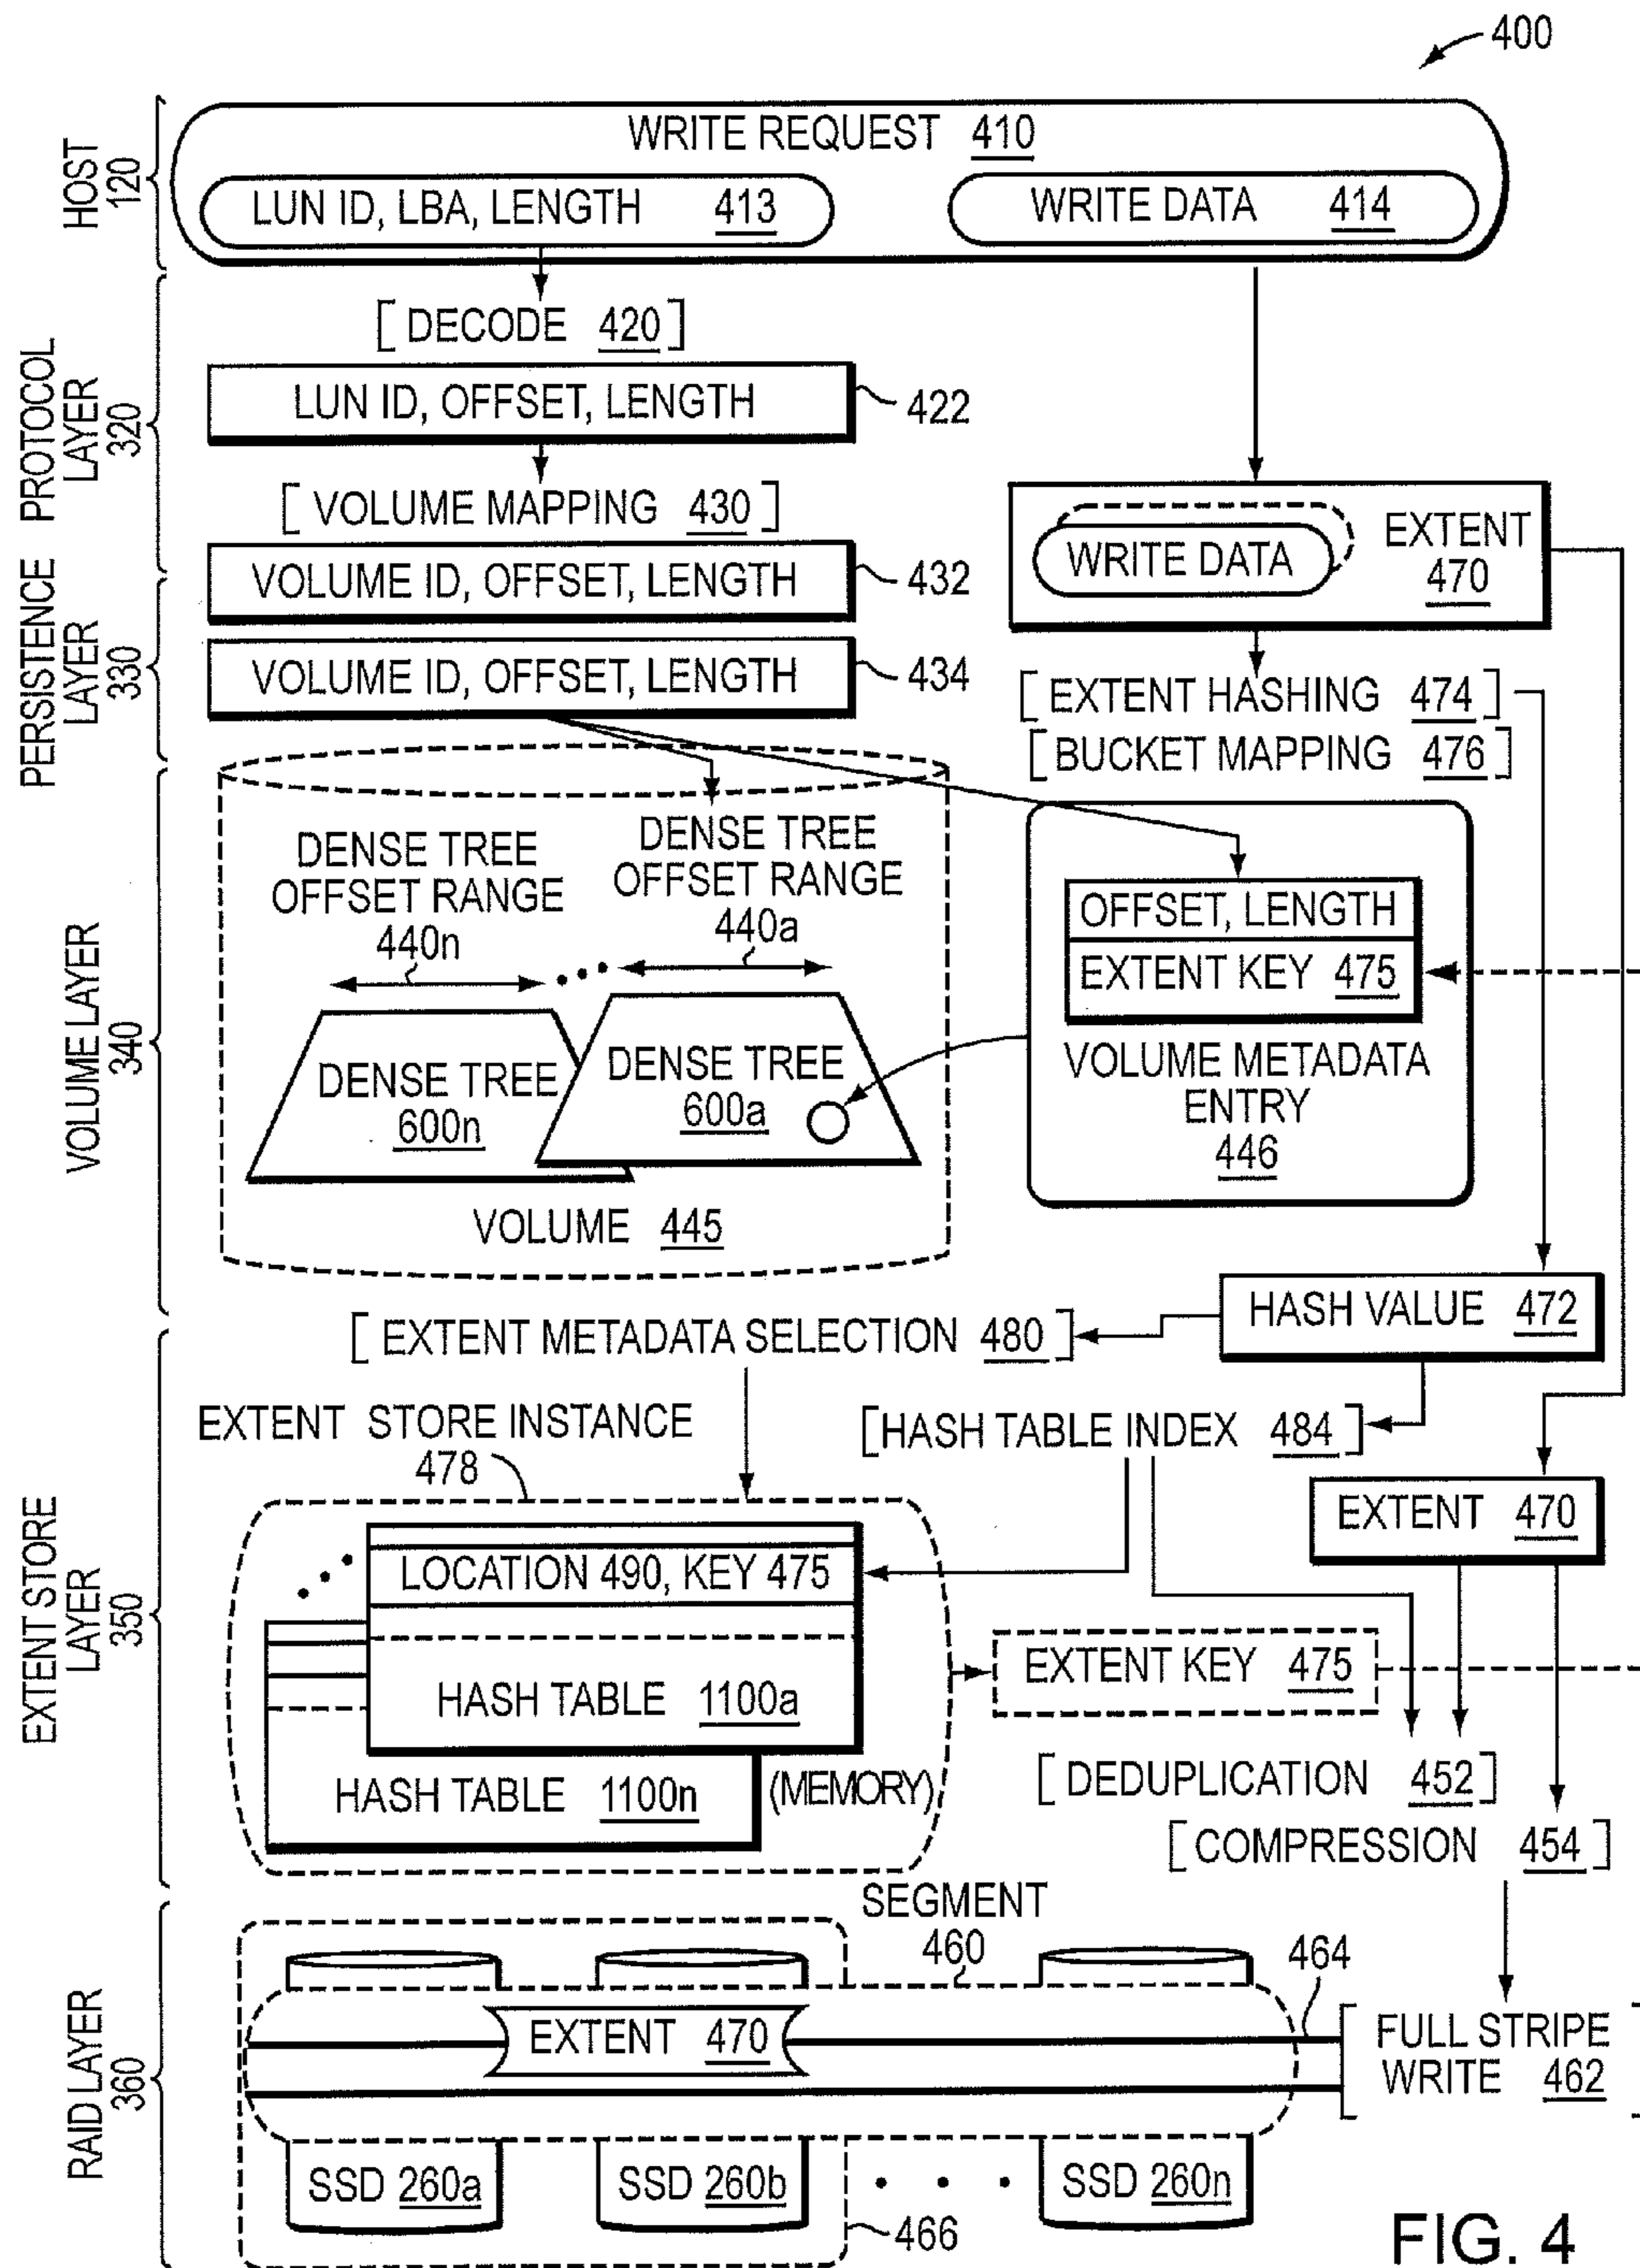 400
HOST
120
WRITE REQUEST 410
LUN ID, LBA, LENGTH 413
WRITE DATA 414
PROTOCOL
LAYER
320
[DECODE 420]
LUN ID, OFFSET, LENGTH
422
[VOLUME MAPPING 430]
VOLUME ID, OFFSET, LENGTH
432
WRITE DATA
EXTENT
470
PERSISTENCE
LAYER
330
VOLUME ID, OFFSET, LENGTH
434
[EXTENT HASHING 474]
[BUCKET MAPPING 476]
VOLUME LAYER
340
DENSE TREE
OFFSET RANGE
440n
DENSE TREE
OFFSET RANGE
440a
DENSE TREE
600n
DENSE TREE
600a
VOLUME 445
OFFSET, LENGTH
EXTENT KEY 475
VOLUME METADATA
ENTRY
446
HASH VALUE 472
EXTENT STORE
LAYER
350
[EXTENT METADATA SELECTION 480]
EXTENT STORE INSTANCE
478
[HASH TABLE INDEX 484]
EXTENT 470
LOCATION 490, KEY 475
HASH TABLE 1100a
HASH TABLE 1100n
(MEMORY)
EXTENT KEY 475
[DEDUPLICATION 452]
[COMPRESSION 454]
RAID LAYER
360
SEGMENT
460
464
EXTENT 470
[FULL STRIPE
WRITE 462]
SSD 260a
SSD 260b
. . .
SSD 260n
466
FIG. 4